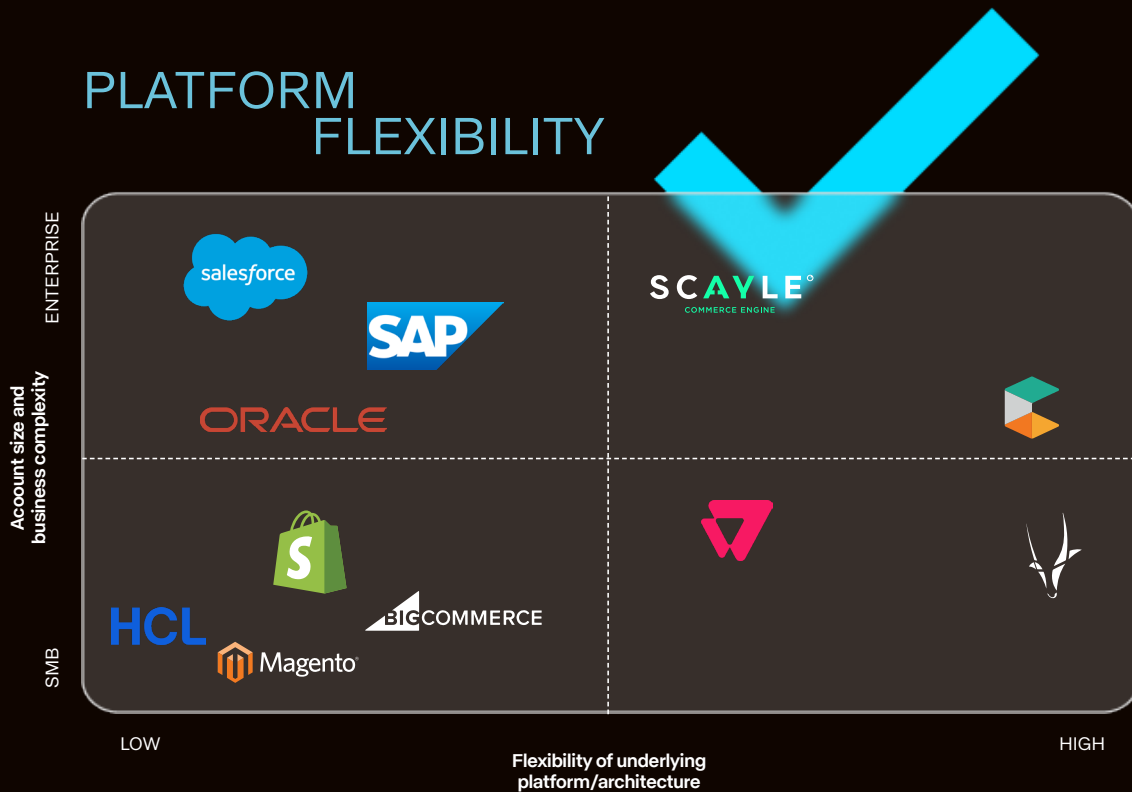 PLATFORM
FLEXIBILITY
ENTERPRISE
Account size and
business complexity
SMB
salesforce
SAP
ORACLE
SCAYLE
COMMERCE ENGINE
S
HCL
BIGCOMMERCE
Magento
LOW
HIGH
Flexibility of underlying
platform/architecture